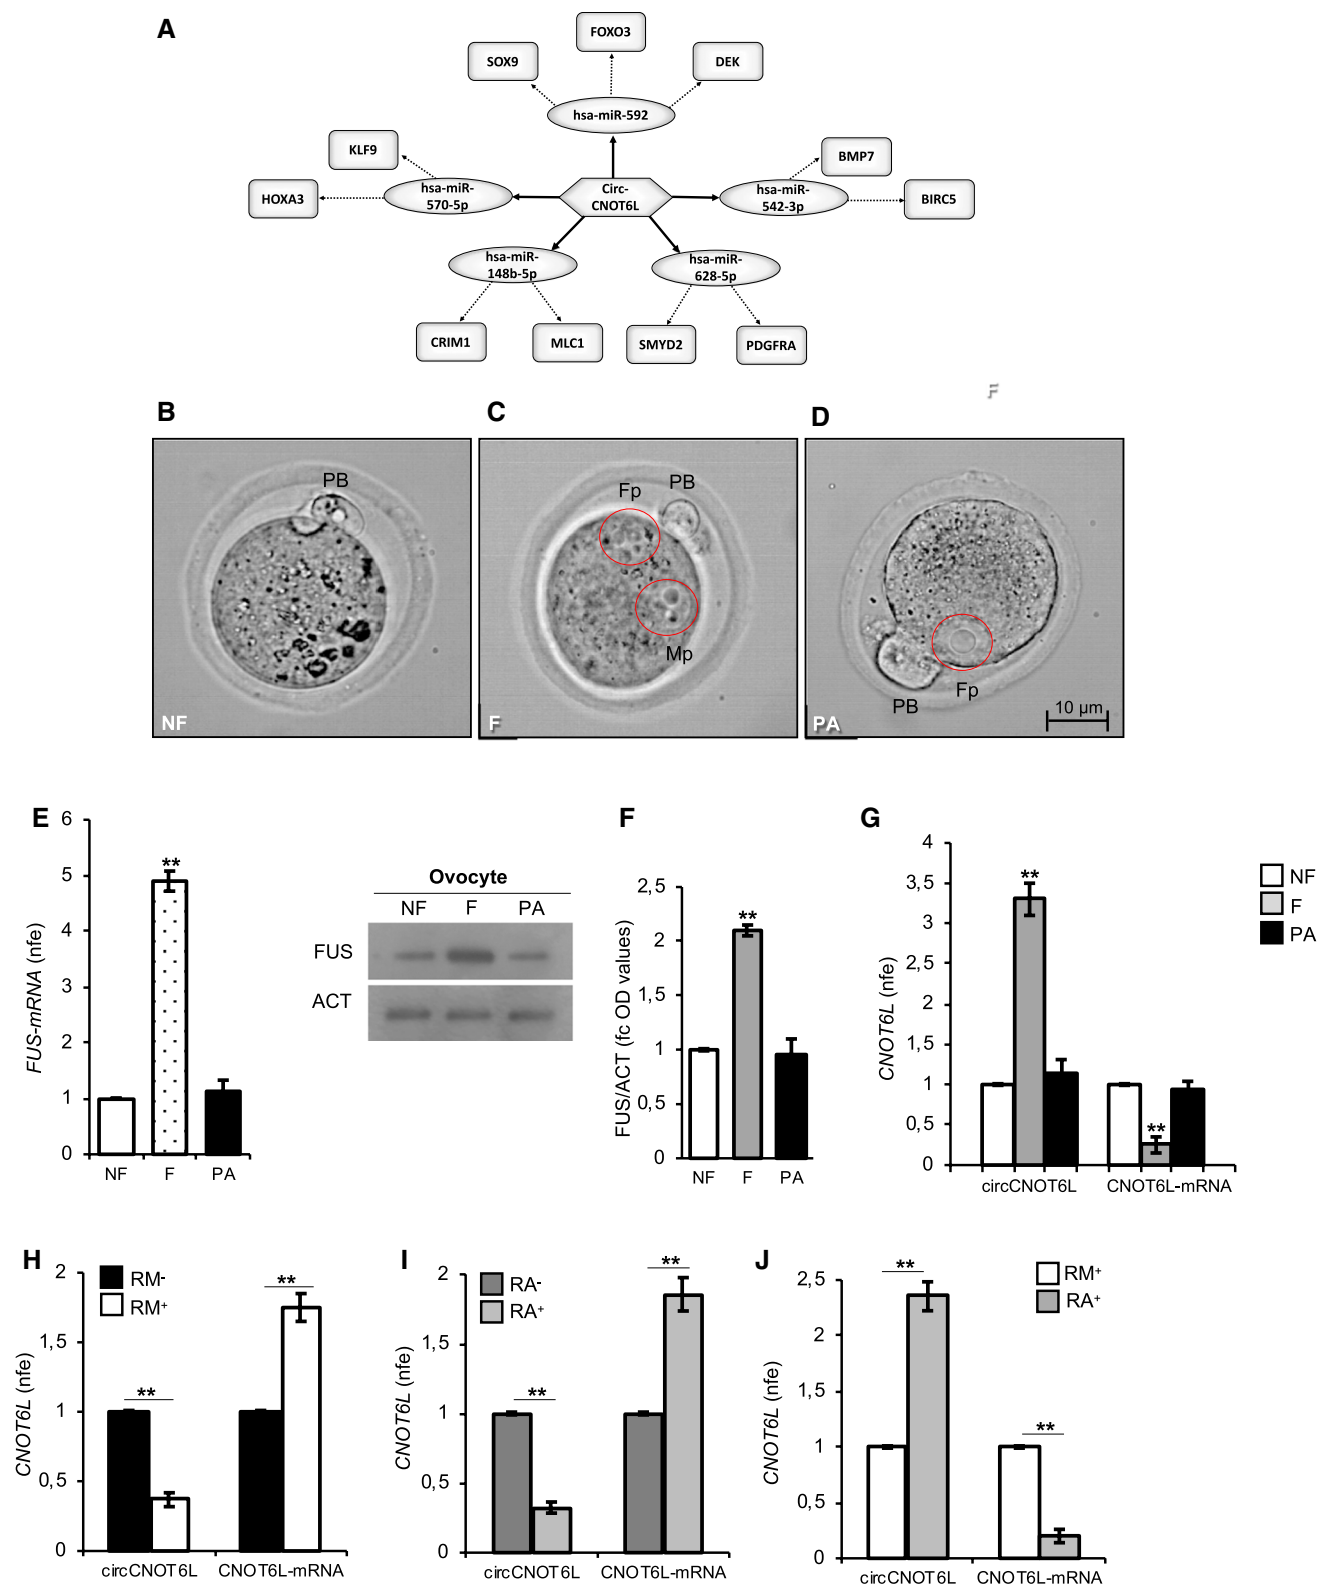 A
FOXO3
SOX9
DEK
hsa-miR-592
KLF9
BMP7
HOXA3
hsa-miR-
570-5p
Circ-
CNOT6L
hsa-miR-
542-3p
BIRC5
hsa-miR-
148b-5p
hsa-miR-
628-5p
CRIM1
MLC1
SMYD2
PDGFRA
F
B
C
D
PB
NF
Fp
PB
Mp
F
PB
Fp
10 µm
PA
E
6
5
4
3
2
1
0
FUS-mRNA (nfe)
**
NF F PA
Ovocyte
NF F PA
FUS
ACT
F
2,5
2
1,5
1
0,5
0
FUS/ACT (fc OD values)
**
NF F PA
G
4
3,5
3
2,5
2
1,5
1
0,5
0
CNOT6L (nfe)
**
**
circCNOT6L CNOT6L-mRNA
NF
F
PA
H
2
1,5
1
0,5
0
CNOT6L (nfe)
RM-
RM+
**
**
circCNOT6L CNOT6L-mRNA
I
2
1,5
1
0,5
0
CNOT6L (nfe)
RA-
RA+
**
**
circCNOT6L CNOT6L-mRNA
J
2,5
2
1,5
1
0,5
0
CNOT6L (nfe)
**
**
RM+
RA+
circCNOT6L CNOT6L-mRNA